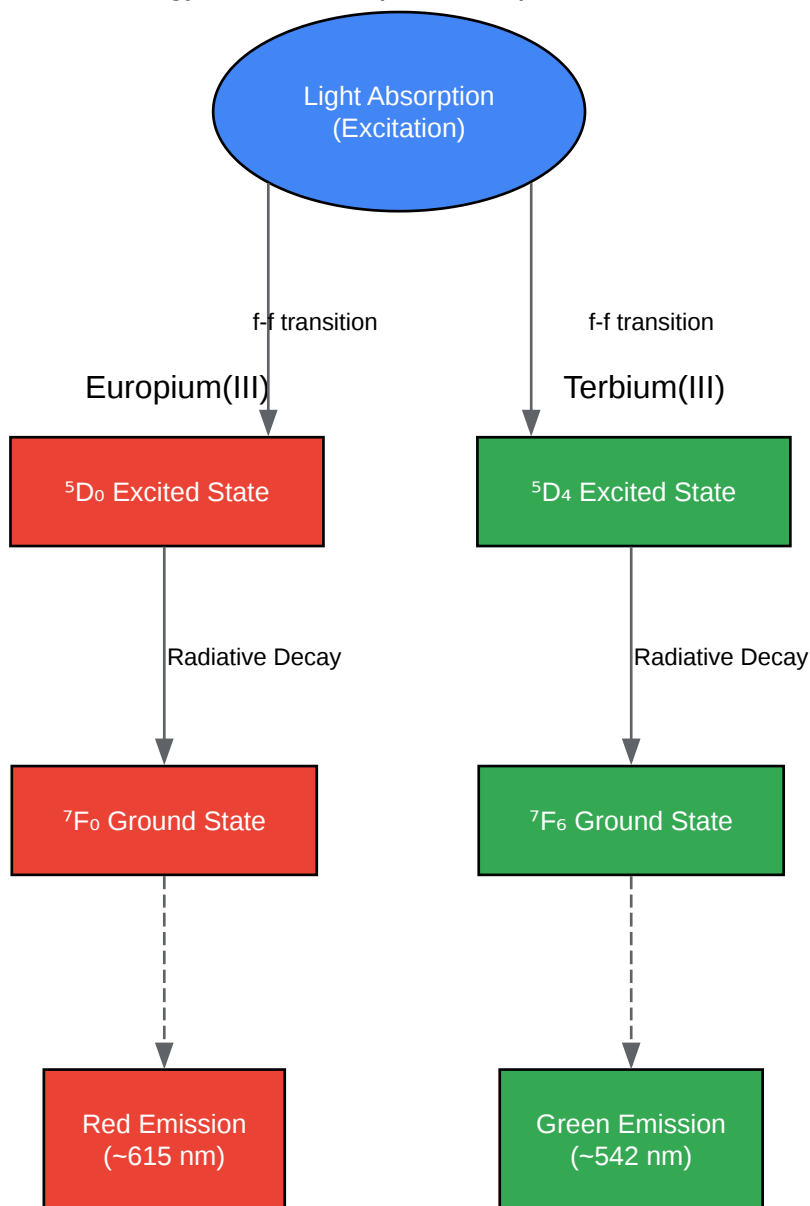 Light Absorption
(Excitation)
f-f transition
f-f transition
Europium(III)
Terbium(III)
⁵D₀ Excited State
⁵D₄ Excited State
Radiative Decay
Radiative Decay
⁷F₀ Ground State
⁷F₆ Ground State
Red Emission
(~615 nm)
Green Emission
(~542 nm)